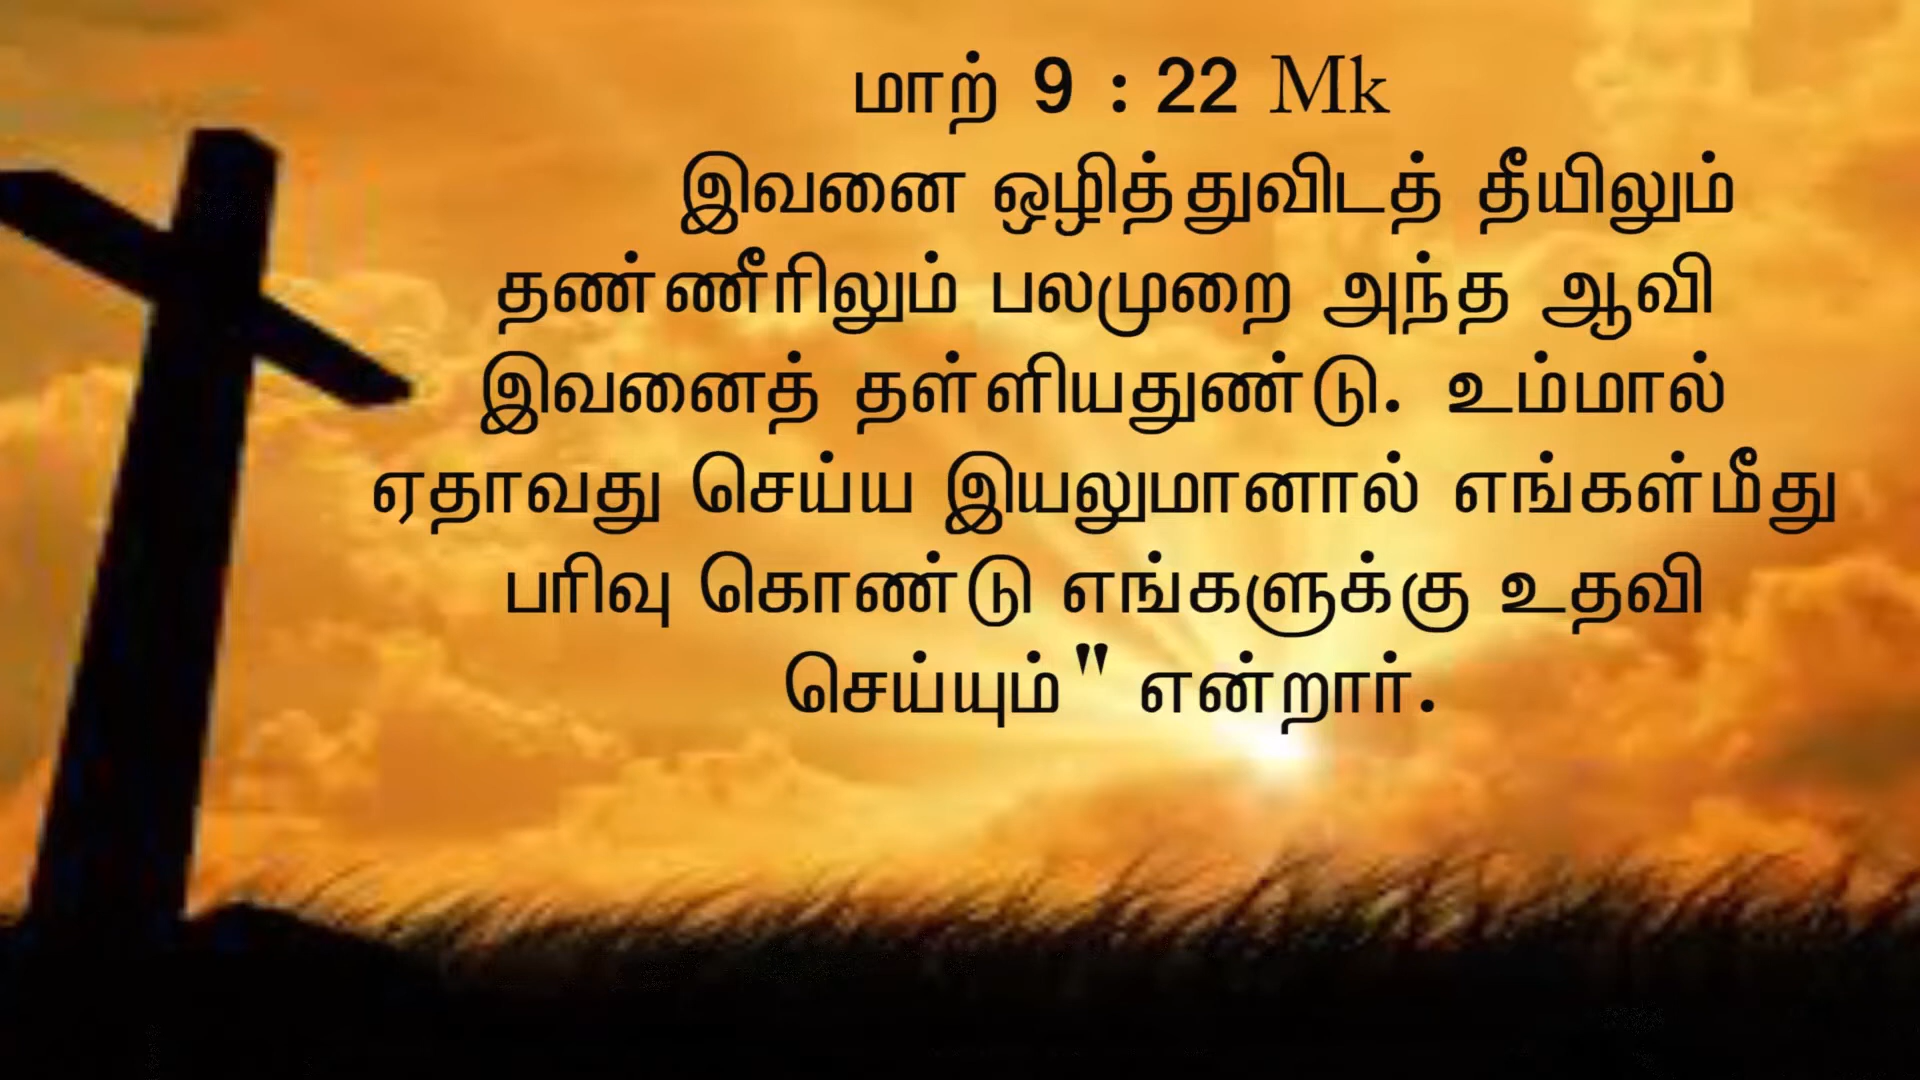 மாற் 9 : 22 Mk
இவனை ஒழித்துவிடத் தீயிலும்
தண்ணீரிலும் பலமுறை அந்த ஆவி
இவனைத் தள்ளியதுண்டு. உம்மால்
ஏதாவது செய்ய இயலுமானால் எங்கள்மீது
பரிவு கொண்டு எங்களுக்கு உதவி
செய்யும்" என்றார்.